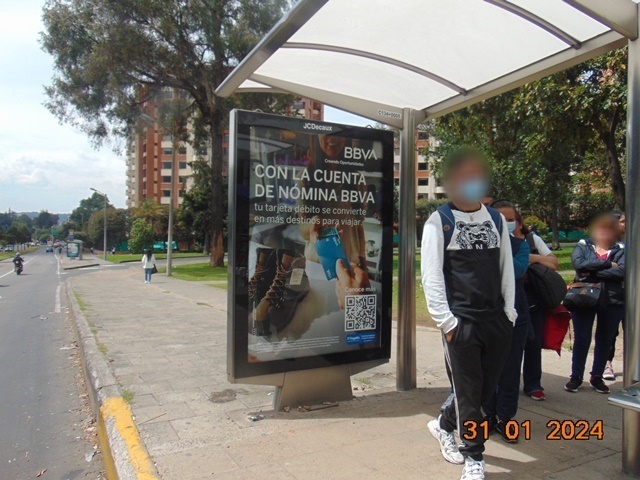 JCDecaux
BBVA
Creando Oportunidades
CON LA CUENTA
DE NÓMINA BBVA
tu tarjeta débito se convierte
en más destinos para viajar.
Conoce más
31 01 2024